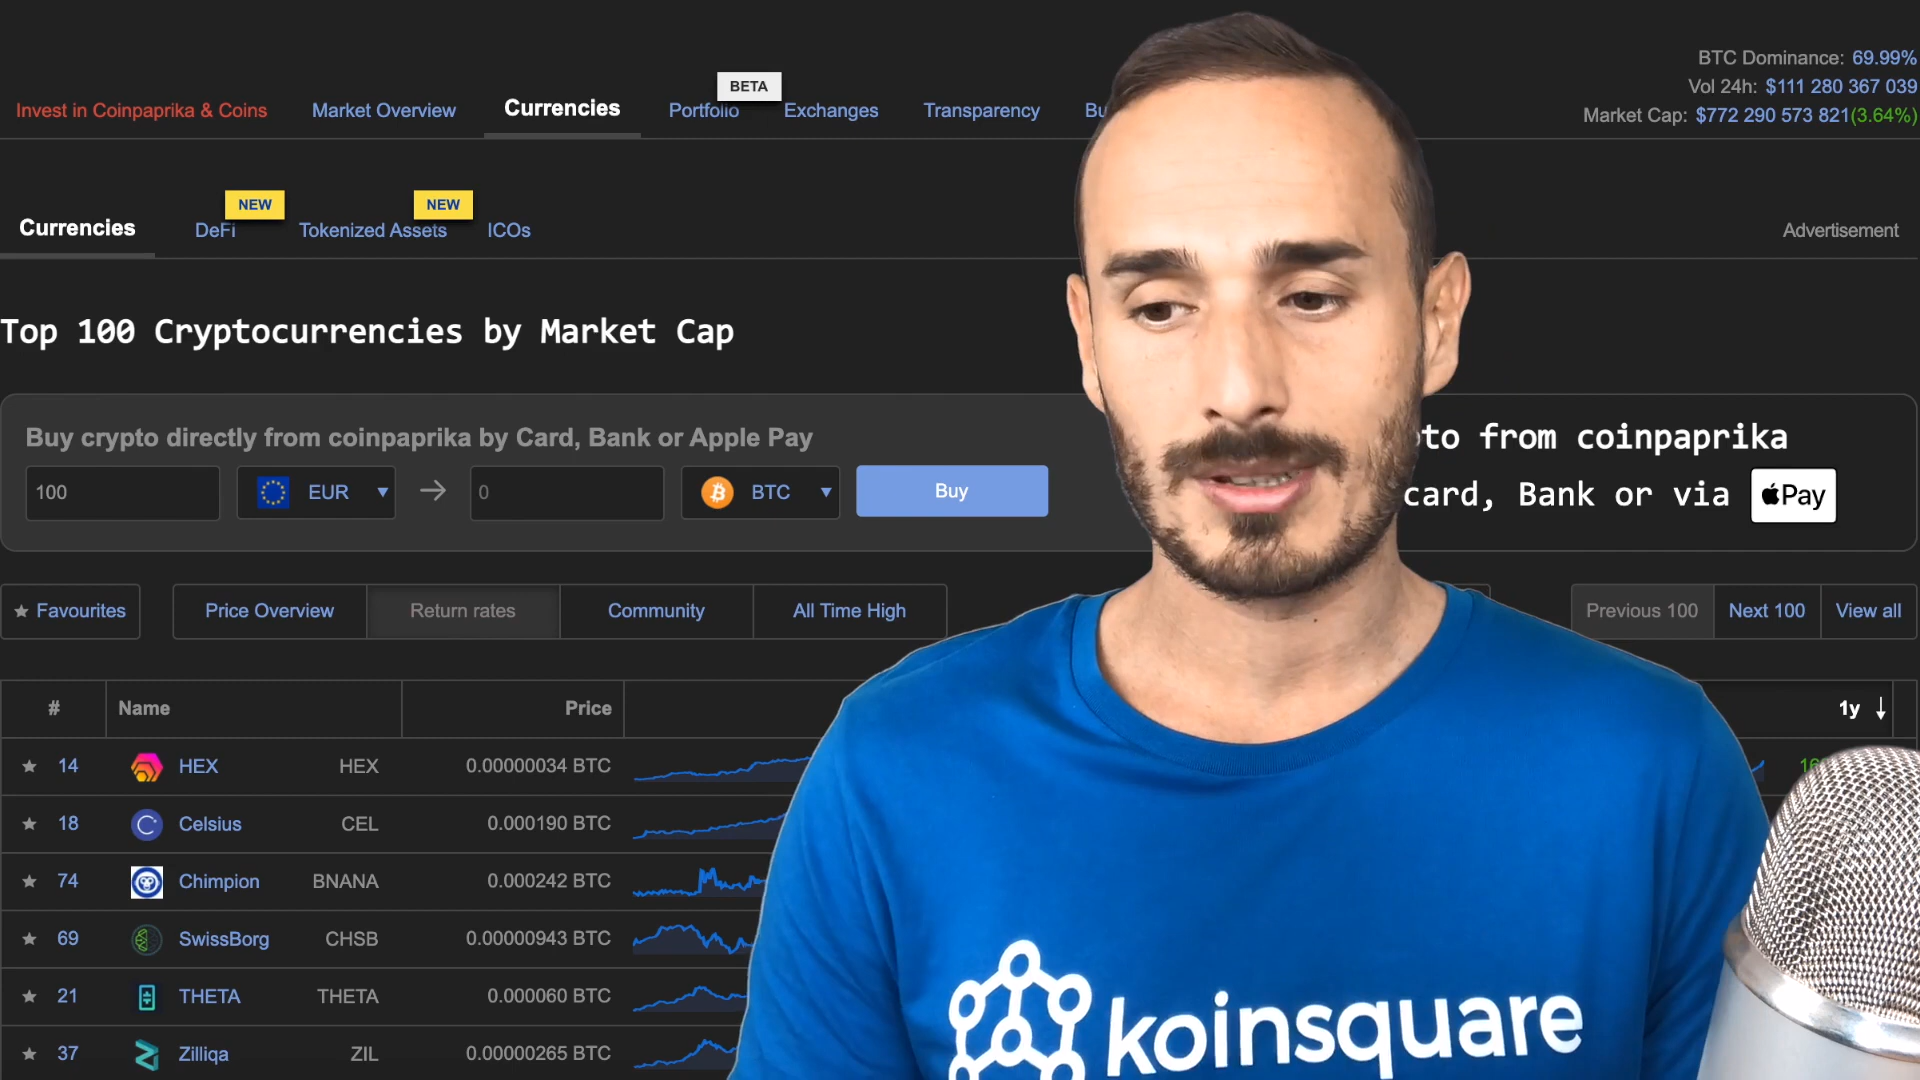 BTC Dominance: 69.99%
Vol 24h: $111 280 367 039
Market Cap: $772 290 573 821(3.64%)
BETA
Invest in Coinpaprika & Coins Market Overview Currencies Portfolio Exchanges Transparency
NEW NEW
Currencies DeFi Tokenized Assets ICOs Advertisement
Top 100 Cryptocurrencies by Market Cap
Buy crypto directly from coinpaprika by Card, Bank or Apple Pay
from coinpaprika
100 EUR → 0 BTC Buy
card, Bank or via Pay
★ Favourites Price Overview Return rates Community All Time High Previous 100 Next 100 View all
# Name Price 1y ↓
★ 14 HEX HEX 0.00000034 BTC
★ 18 Celsius CEL 0.000190 BTC
★ 74 Chimpion BNANA 0.000242 BTC
★ 69 SwissBorg CHSB 0.00000943 BTC
★ 21 THETA THETA 0.000060 BTC
★ 37 Zilliqa ZIL 0.00000265 BTC
koinsquare